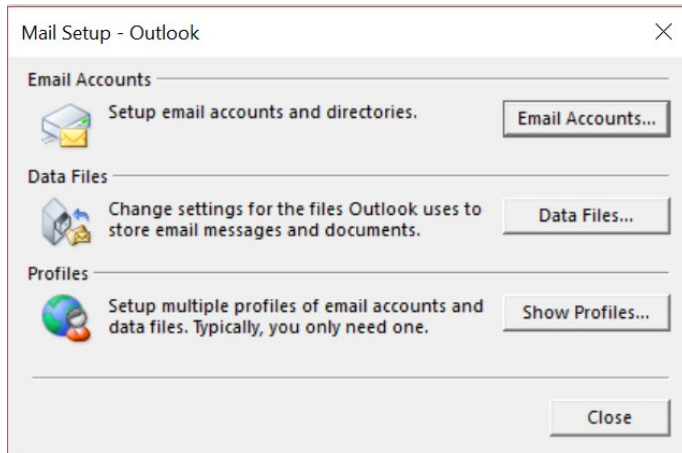 Mail Setup - Outlook
Email Accounts
Setup email accounts and directories.
Email Accounts...
Data Files
Change settings for the files Outlook uses to
store email messages and documents.
Data Files...
Profiles
Setup multiple profiles of email accounts and
data files. Typically, you only need one.
Show Profiles...
Close